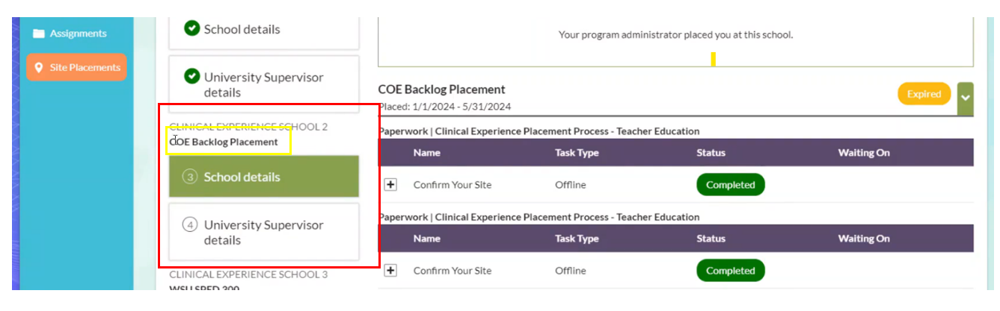 Assignments
Site Placements
School details
University Supervisor
details
CLINICAL EXPERIENCE SCHOOL 2
COE Backlog Placement
3 School details
4 University Supervisor
details
CLINICAL EXPERIENCE SCHOOL 3
WSU SPED 300
Your program administrator placed you at this school.
COE Backlog Placement
Expired
Placed: 1/1/2024 - 5/31/2024
Paperwork | Clinical Experience Placement Process - Teacher Education
Name Task Type Status Waiting On
Confirm Your Site Offline Completed
Paperwork | Clinical Experience Placement Process - Teacher Education
Name Task Type Status Waiting On
Confirm Your Site Offline Completed